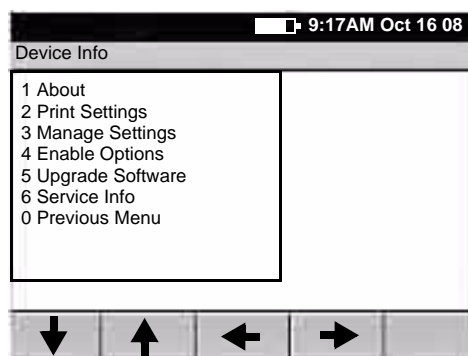 9:17AM Oct 16 08
Device Info
1 About
2 Print Settings
3 Manage Settings
4 Enable Options
5 Upgrade Software
6 Service Info
0 Previous Menu